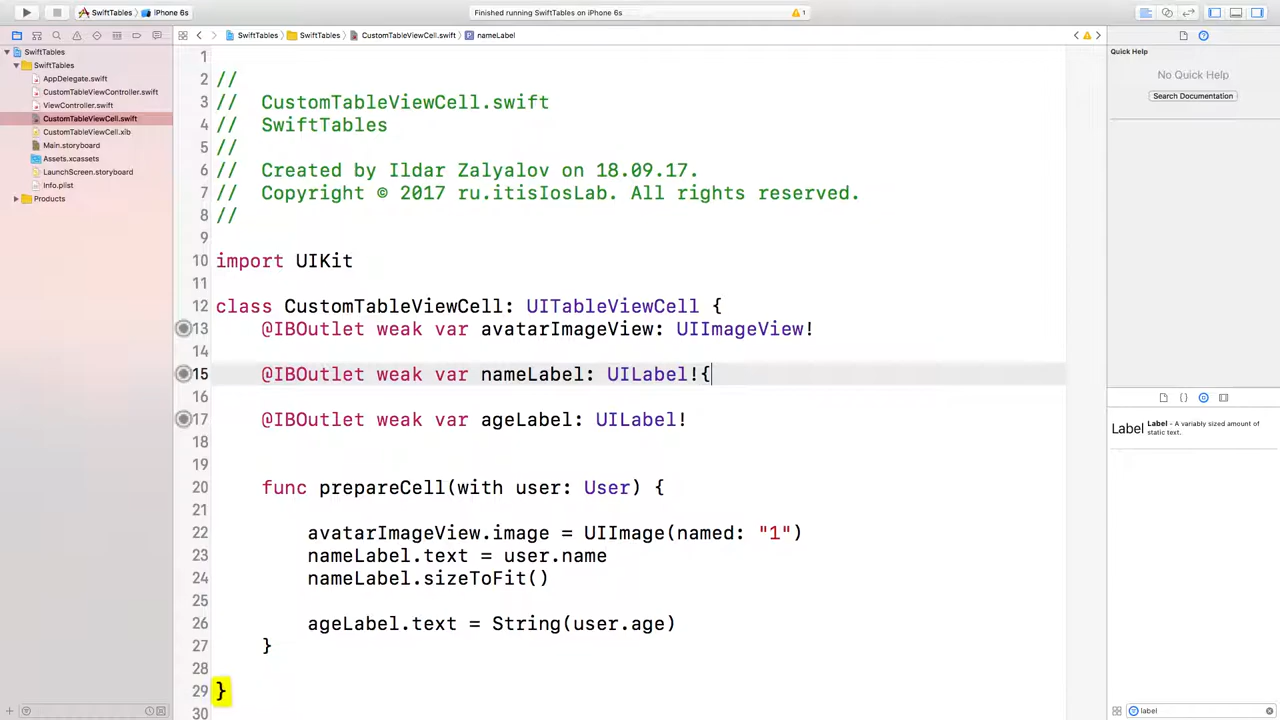 SwiftTables
iPhone 6s
Finished running SwiftTables on iPhone 6s
1
SwiftTables
SwiftTables
CustomTableViewCell.swift
nameLabel
SwiftTables
SwiftTables
AppDelegate.swift
CustomTableViewController.swift
ViewController.swift
CustomTableViewCell.swift
CustomTableViewCell.xib
Main.storyboard
Assets.xcassets
LaunchScreen.storyboard
Info.plist
Products
1
2 //
3 //  CustomTableViewCell.swift
4 //  SwiftTables
5 //
6 //  Created by Ildar Zalyalov on 18.09.17.
7 //  Copyright © 2017 ru.itisIosLab. All rights reserved.
8 //
9
10 import UIKit
11
12 class CustomTableViewCell: UITableViewCell {
13     @IBOutlet weak var avatarImageView: UIImageView!
14
15     @IBOutlet weak var nameLabel: UILabel!{
16
17     @IBOutlet weak var ageLabel: UILabel!
18
19
20     func prepareCell(with user: User) {
21
22         avatarImageView.image = UIImage(named: "1")
23         nameLabel.text = user.name
24         nameLabel.sizeToFit()
25
26         ageLabel.text = String(user.age)
27     }
28
29 }
30
Quick Help
No Quick Help
Search Documentation
Label
Label - A variably sized amount of
static text.
label